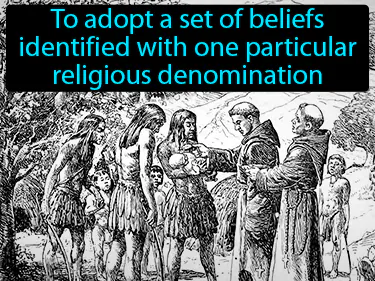 To adopt a set of beliefs
identified with one particular
religious denomination